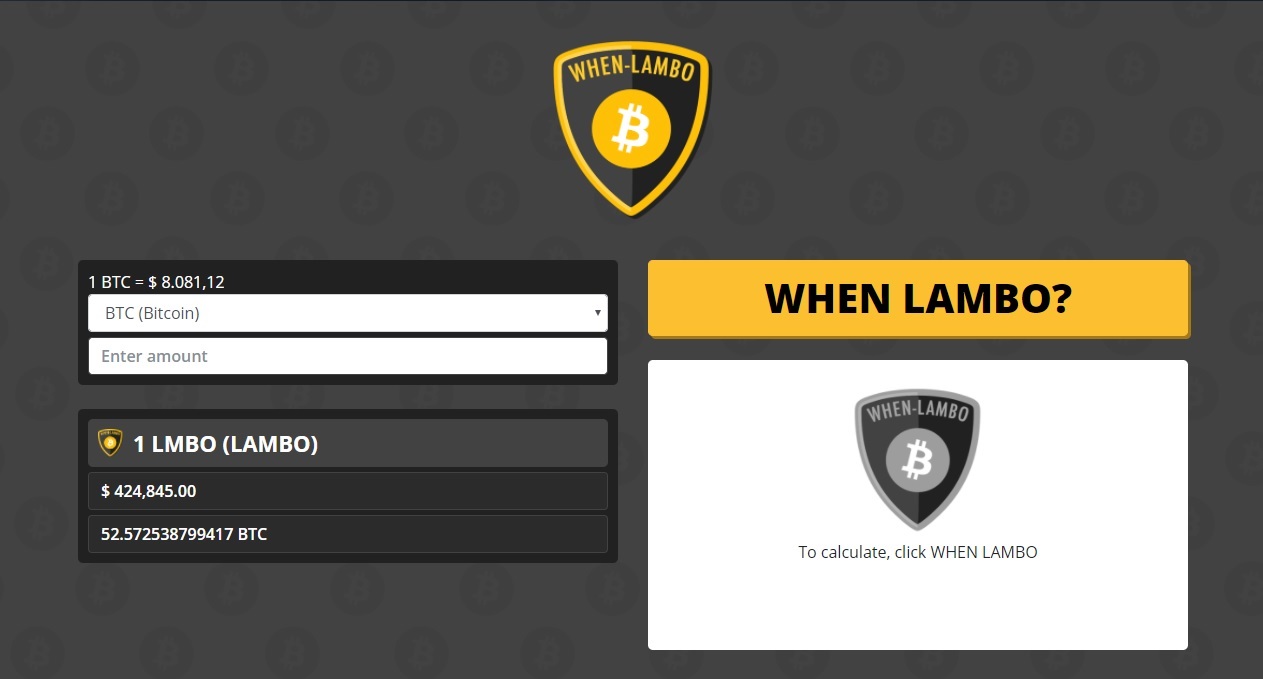 WHEN-LAMBO
1 BTC = $ 8.081,12
BTC (Bitcoin)
Enter amount
1 LMBO (LAMBO)
$ 424,845.00
52.572538799417 BTC
WHEN LAMBO?
WHEN-LAMBO
To calculate, click WHEN LAMBO